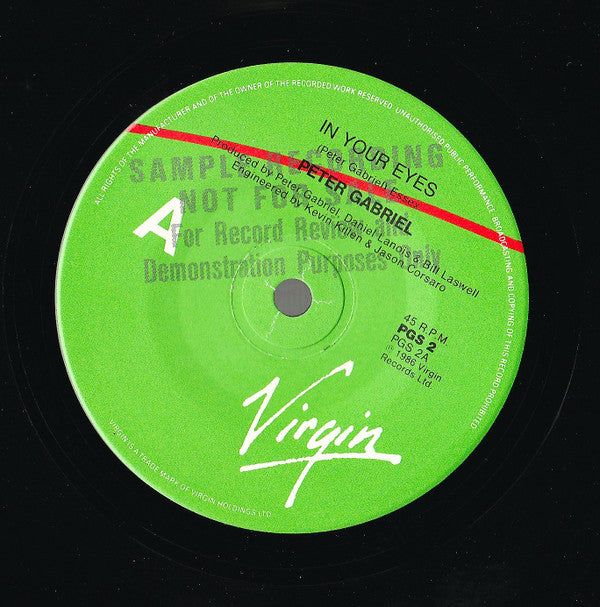 ALL RIGHTS OF THE MANUFACTURER AND OF THE OWNER OF THE RECORDED WORK RESERVED. UNAUTHORISED PUBLIC PERFORMANCE, BROADCASTING AND COPYING OF THIS RECORD PROHIBITED
IN YOUR EYES
(Peter Gabriel) Essex
PETER GABRIEL
Produced by Peter Gabriel, Daniel Lanois & Bill Laswell
Engineered by Kevin Killen & Jason Corsaro
SAMPLE RECORDING
NOT FOR SALE
For Record Review and
Demonstration Purposes Only
A
45 R.P.M.
PGS 2
PGS 2A
℗ 1986 Virgin
Records Ltd.
Virgin
VIRGIN IS A TRADE MARK OF VIRGIN HOLDINGS LTD.